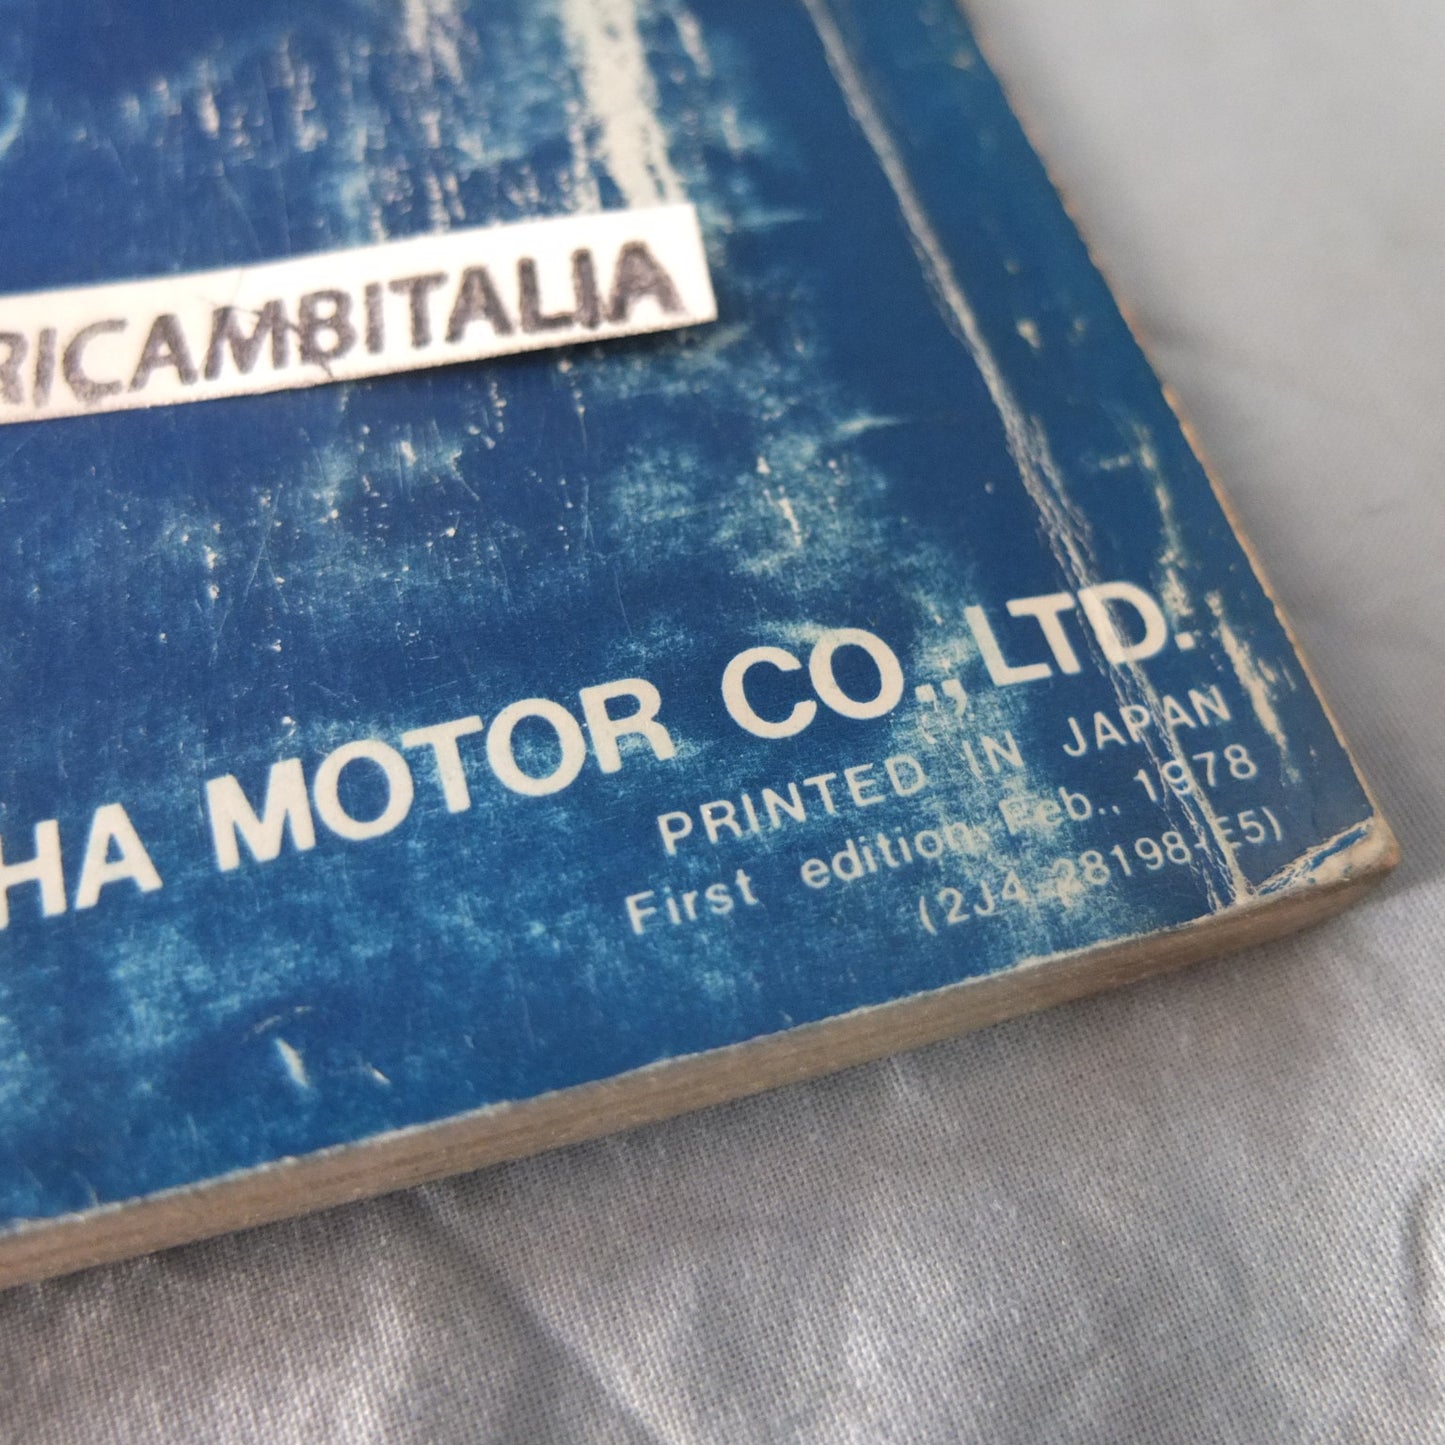 RICAMBITALIA
HA MOTOR CO., LTD.
PRINTED IN JAPAN
First edition, Feb., 1978
(2J4-28198-E5)